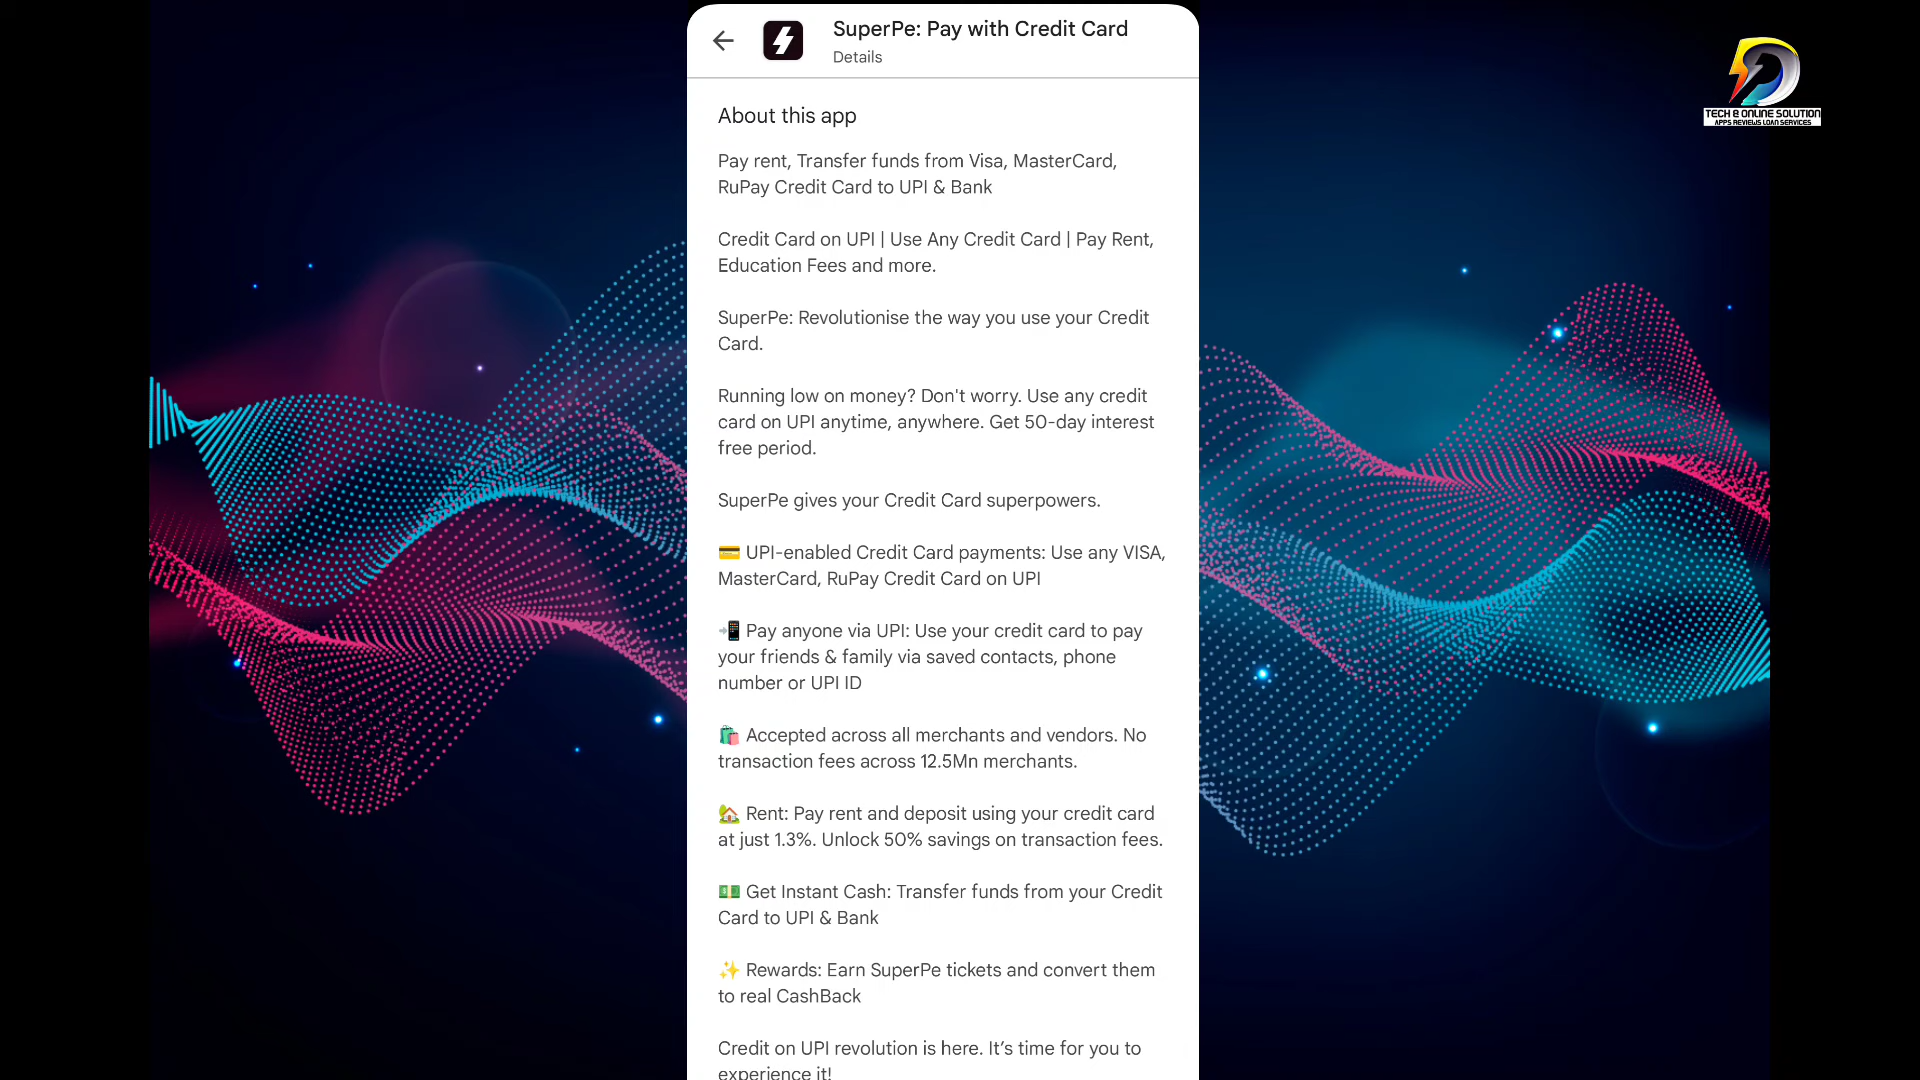 SuperPe: Pay with Credit Card
Details
TECH & ONLINE SOLUTION
APPS REVIEWS LOAN SERVICES
About this app
Pay rent, Transfer funds from Visa, MasterCard,
RuPay Credit Card to UPI & Bank
Credit Card on UPI | Use Any Credit Card | Pay Rent,
Education Fees and more.
SuperPe: Revolutionise the way you use your Credit
Card.
Running low on money? Don't worry. Use any credit
card on UPI anytime, anywhere. Get 50-day interest
free period.
SuperPe gives your Credit Card superpowers.
💳 UPI-enabled Credit Card payments: Use any VISA,
MasterCard, RuPay Credit Card on UPI
📲 Pay anyone via UPI: Use your credit card to pay
your friends & family via saved contacts, phone
number or UPI ID
🛍️ Accepted across all merchants and vendors. No
transaction fees across 12.5Mn merchants.
🏡 Rent: Pay rent and deposit using your credit card
at just 1.3%. Unlock 50% savings on transaction fees.
💵 Get Instant Cash: Transfer funds from your Credit
Card to UPI & Bank
✨ Rewards: Earn SuperPe tickets and convert them
to real CashBack
Credit on UPI revolution is here. It’s time for you to
experience it!